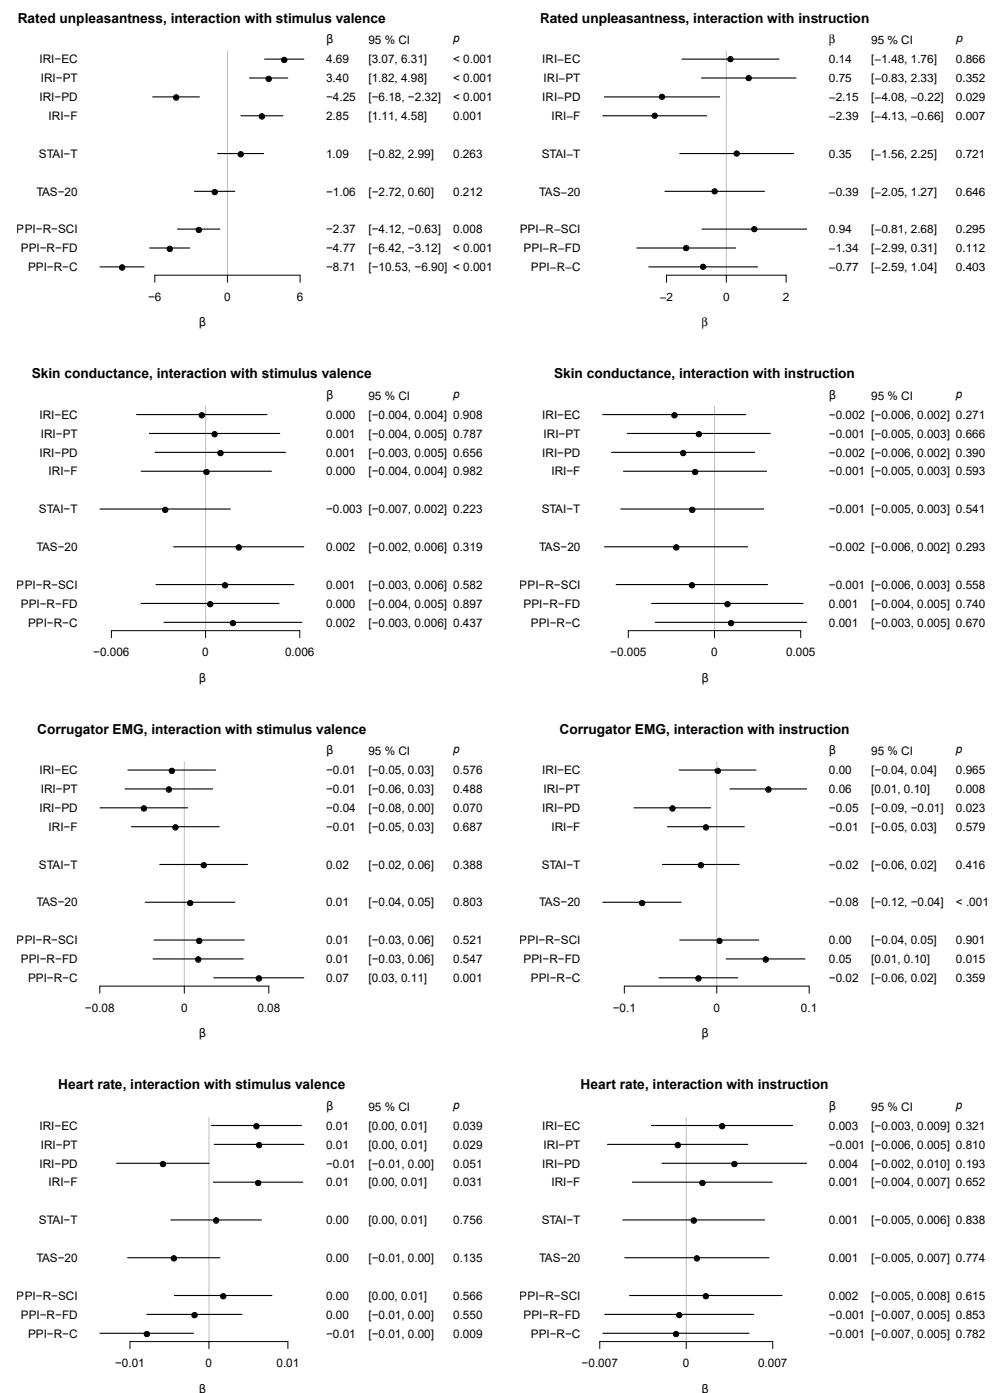 Rated unpleasantness, interaction with stimulus valence
β 95 % CI p
IRI−EC 4.69 [3.07, 6.31] < 0.001
IRI−PT 3.40 [1.82, 4.98] < 0.001
IRI−PD −4.25 [−6.18, −2.32] < 0.001
IRI−F 2.85 [1.11, 4.58] 0.001
STAI−T 1.09 [−0.82, 2.99] 0.263
TAS−20 −1.06 [−2.72, 0.60] 0.212
PPI−R−SCI −2.37 [−4.12, −0.63] 0.008
PPI−R−FD −4.77 [−6.42, −3.12] < 0.001
PPI−R−C −8.71 [−10.53, −6.90] < 0.001
−6 0 6
β
Rated unpleasantness, interaction with instruction
β 95 % CI p
IRI−EC 0.14 [−1.48, 1.76] 0.866
IRI−PT 0.75 [−0.83, 2.33] 0.352
IRI−PD −2.15 [−4.08, −0.22] 0.029
IRI−F −2.39 [−4.13, −0.66] 0.007
STAI−T 0.35 [−1.56, 2.25] 0.721
TAS−20 −0.39 [−2.05, 1.27] 0.646
PPI−R−SCI 0.94 [−0.81, 2.68] 0.295
PPI−R−FD −1.34 [−2.99, 0.31] 0.112
PPI−R−C −0.77 [−2.59, 1.04] 0.403
−2 0 2
β
Skin conductance, interaction with stimulus valence
β 95 % CI p
IRI−EC 0.000 [−0.004, 0.004] 0.908
IRI−PT 0.001 [−0.004, 0.005] 0.787
IRI−PD 0.001 [−0.003, 0.005] 0.656
IRI−F 0.000 [−0.004, 0.004] 0.982
STAI−T −0.003 [−0.007, 0.002] 0.223
TAS−20 0.002 [−0.002, 0.006] 0.319
PPI−R−SCI 0.001 [−0.003, 0.006] 0.582
PPI−R−FD 0.000 [−0.004, 0.005] 0.897
PPI−R−C 0.002 [−0.003, 0.006] 0.437
−0.006 0 0.006
β
Skin conductance, interaction with instruction
β 95 % CI p
IRI−EC −0.002 [−0.006, 0.002] 0.271
IRI−PT −0.001 [−0.005, 0.003] 0.666
IRI−PD −0.002 [−0.006, 0.002] 0.390
IRI−F −0.001 [−0.005, 0.003] 0.593
STAI−T −0.001 [−0.005, 0.003] 0.541
TAS−20 −0.002 [−0.006, 0.002] 0.293
PPI−R−SCI −0.001 [−0.006, 0.003] 0.558
PPI−R−FD 0.001 [−0.004, 0.005] 0.740
PPI−R−C 0.001 [−0.003, 0.005] 0.670
−0.005 0 0.005
β
Corrugator EMG, interaction with stimulus valence
β 95 % CI p
IRI−EC −0.01 [−0.05, 0.03] 0.576
IRI−PT −0.01 [−0.06, 0.03] 0.488
IRI−PD −0.04 [−0.08, 0.00] 0.070
IRI−F −0.01 [−0.05, 0.03] 0.687
STAI−T 0.02 [−0.02, 0.06] 0.388
TAS−20 0.01 [−0.04, 0.05] 0.803
PPI−R−SCI 0.01 [−0.03, 0.06] 0.521
PPI−R−FD 0.01 [−0.03, 0.06] 0.547
PPI−R−C 0.07 [0.03, 0.11] 0.001
−0.08 0 0.08
β
Corrugator EMG, interaction with instruction
β 95 % CI p
IRI−EC 0.00 [−0.04, 0.04] 0.965
IRI−PT 0.06 [0.01, 0.10] 0.008
IRI−PD −0.05 [−0.09, −0.01] 0.023
IRI−F −0.01 [−0.05, 0.03] 0.579
STAI−T −0.02 [−0.06, 0.02] 0.416
TAS−20 −0.08 [−0.12, −0.04] < .001
PPI−R−SCI 0.00 [−0.04, 0.05] 0.901
PPI−R−FD 0.05 [0.01, 0.10] 0.015
PPI−R−C −0.02 [−0.06, 0.02] 0.359
−0.1 0 0.1
β
Heart rate, interaction with stimulus valence
β 95 % CI p
IRI−EC 0.01 [0.00, 0.01] 0.039
IRI−PT 0.01 [0.00, 0.01] 0.029
IRI−PD −0.01 [−0.01, 0.00] 0.051
IRI−F 0.01 [0.00, 0.01] 0.031
STAI−T 0.00 [0.00, 0.01] 0.756
TAS−20 0.00 [−0.01, 0.00] 0.135
PPI−R−SCI 0.00 [0.00, 0.01] 0.566
PPI−R−FD 0.00 [−0.01, 0.00] 0.550
PPI−R−C −0.01 [−0.01, 0.00] 0.009
−0.01 0 0.01
β
Heart rate, interaction with instruction
β 95 % CI p
IRI−EC 0.003 [−0.003, 0.009] 0.321
IRI−PT −0.001 [−0.006, 0.005] 0.810
IRI−PD 0.004 [−0.002, 0.010] 0.193
IRI−F 0.001 [−0.004, 0.007] 0.652
STAI−T 0.001 [−0.005, 0.006] 0.838
TAS−20 0.001 [−0.005, 0.007] 0.774
PPI−R−SCI 0.002 [−0.005, 0.008] 0.615
PPI−R−FD −0.001 [−0.007, 0.005] 0.853
PPI−R−C −0.001 [−0.007, 0.005] 0.782
−0.007 0 0.007
β